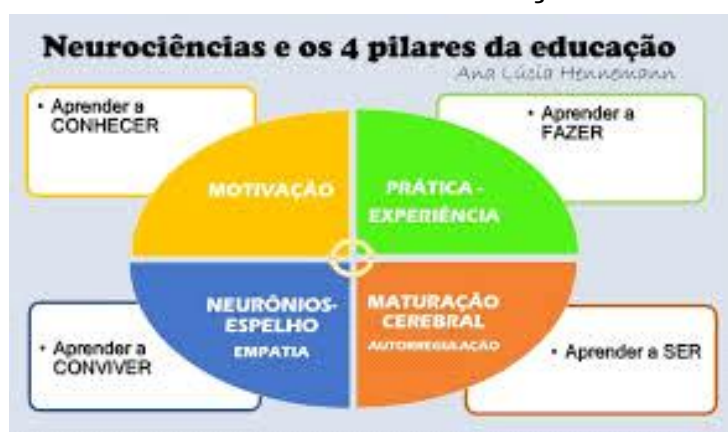 Neurociências e os 4 pilares da educação
Ana Lúcia Hennemann
• Aprender a
CONHECER
• Aprender a
FAZER
MOTIVAÇÃO
PRÁTICA -
EXPERIÊNCIA
NEURÔNIOS-
ESPELHO
EMPATIA
MATURAÇÃO
CEREBRAL
AUTORREGULAÇÃO
• Aprender a
CONVIVER
• Aprender a SER